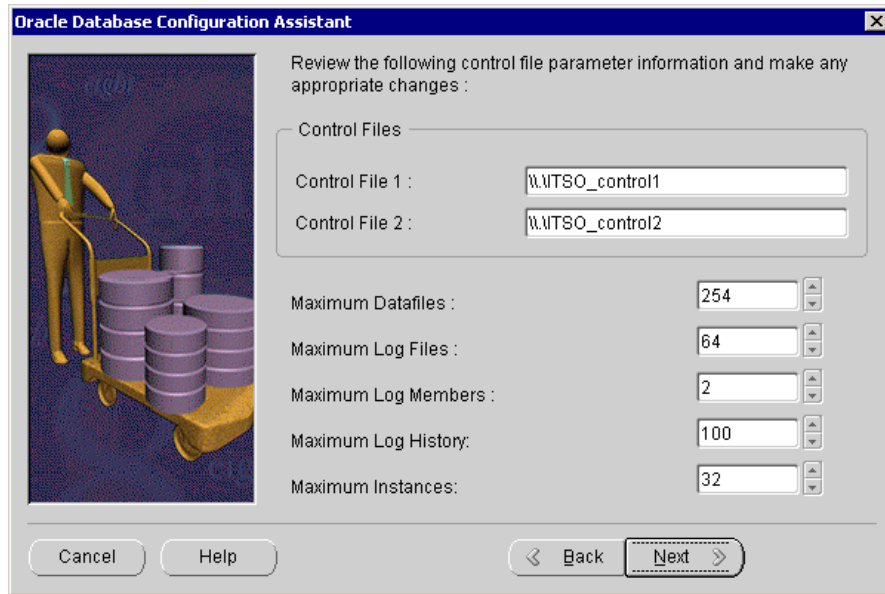 Oracle Database Configuration Assistant
Review the following control file parameter information and make any
appropriate changes :
Control Files
Control File 1 : \\.\ITSO_control1
Control File 2 : \\.\ITSO_control2
Maximum Datafiles : 254
Maximum Log Files : 64
Maximum Log Members : 2
Maximum Log History: 100
Maximum Instances: 32
Cancel Help Back Next